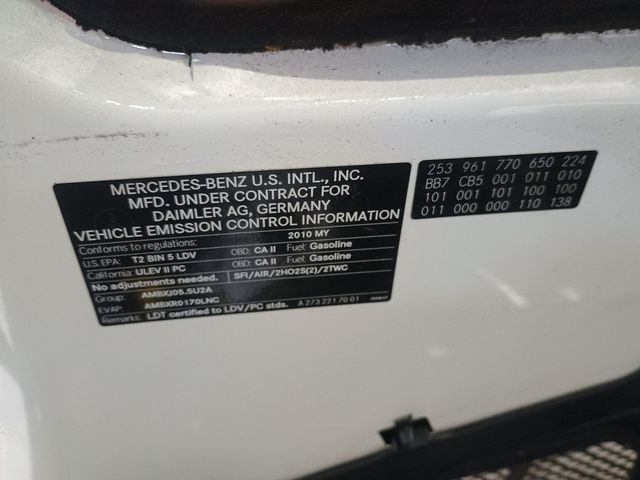 MERCEDES-BENZ U.S. INTL., INC.
MFD. UNDER CONTRACT FOR
DAIMLER AG, GERMANY
VEHICLE EMISSION CONTROL INFORMATION
Conforms to regulations: 2010 MY
U.S. EPA: T2 BIN 5 LDV OBD: CA II Fuel: Gasoline
California: ULEV II PC OBD: CA II Fuel: Gasoline
No adjustments needed. SFI/AIR/2HO2S(2)/2TWC
Group: AMBXJ05.5U2A
EVAP: AMBXR0170LNC
Remarks: LDT certified to LDV/PC stds. A 273 221 70 01
253 961 770 650 224
BB7 CB5 001 011 010
101 001 101 100 100
011 000 000 110 138